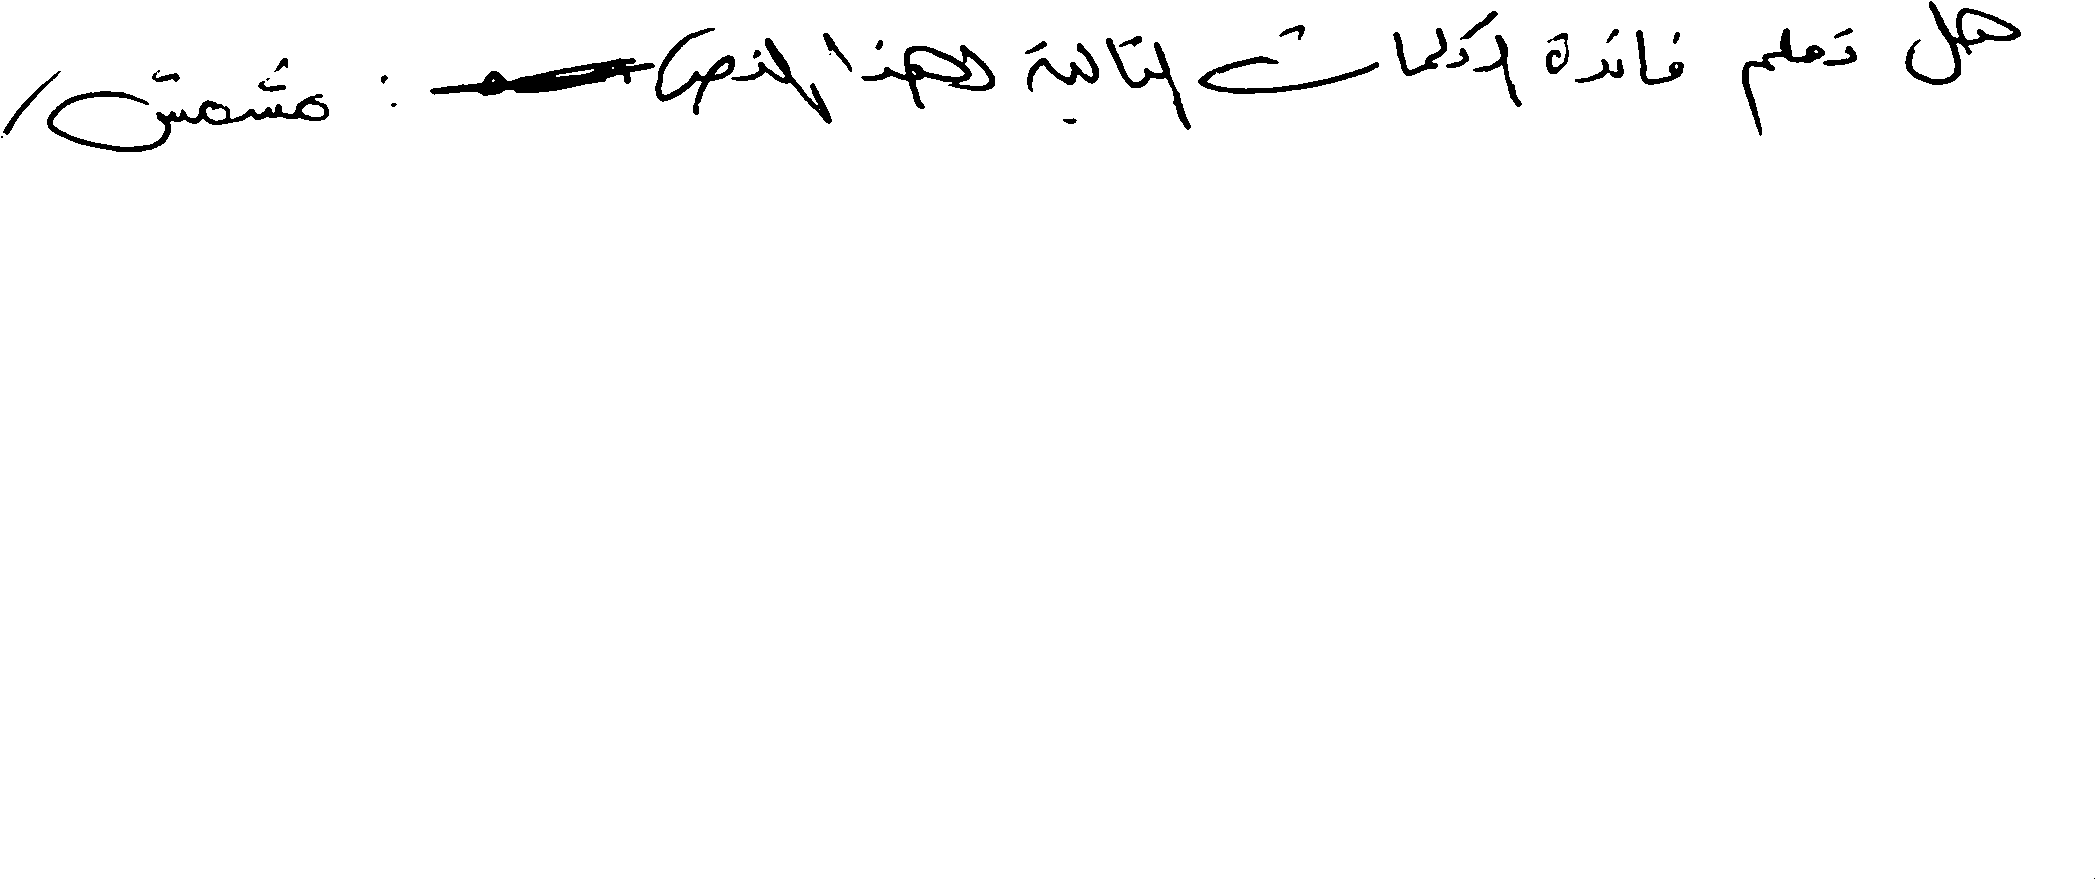 هل تعلم فائدة الكلمات التالية لهذا النص : مشمش /